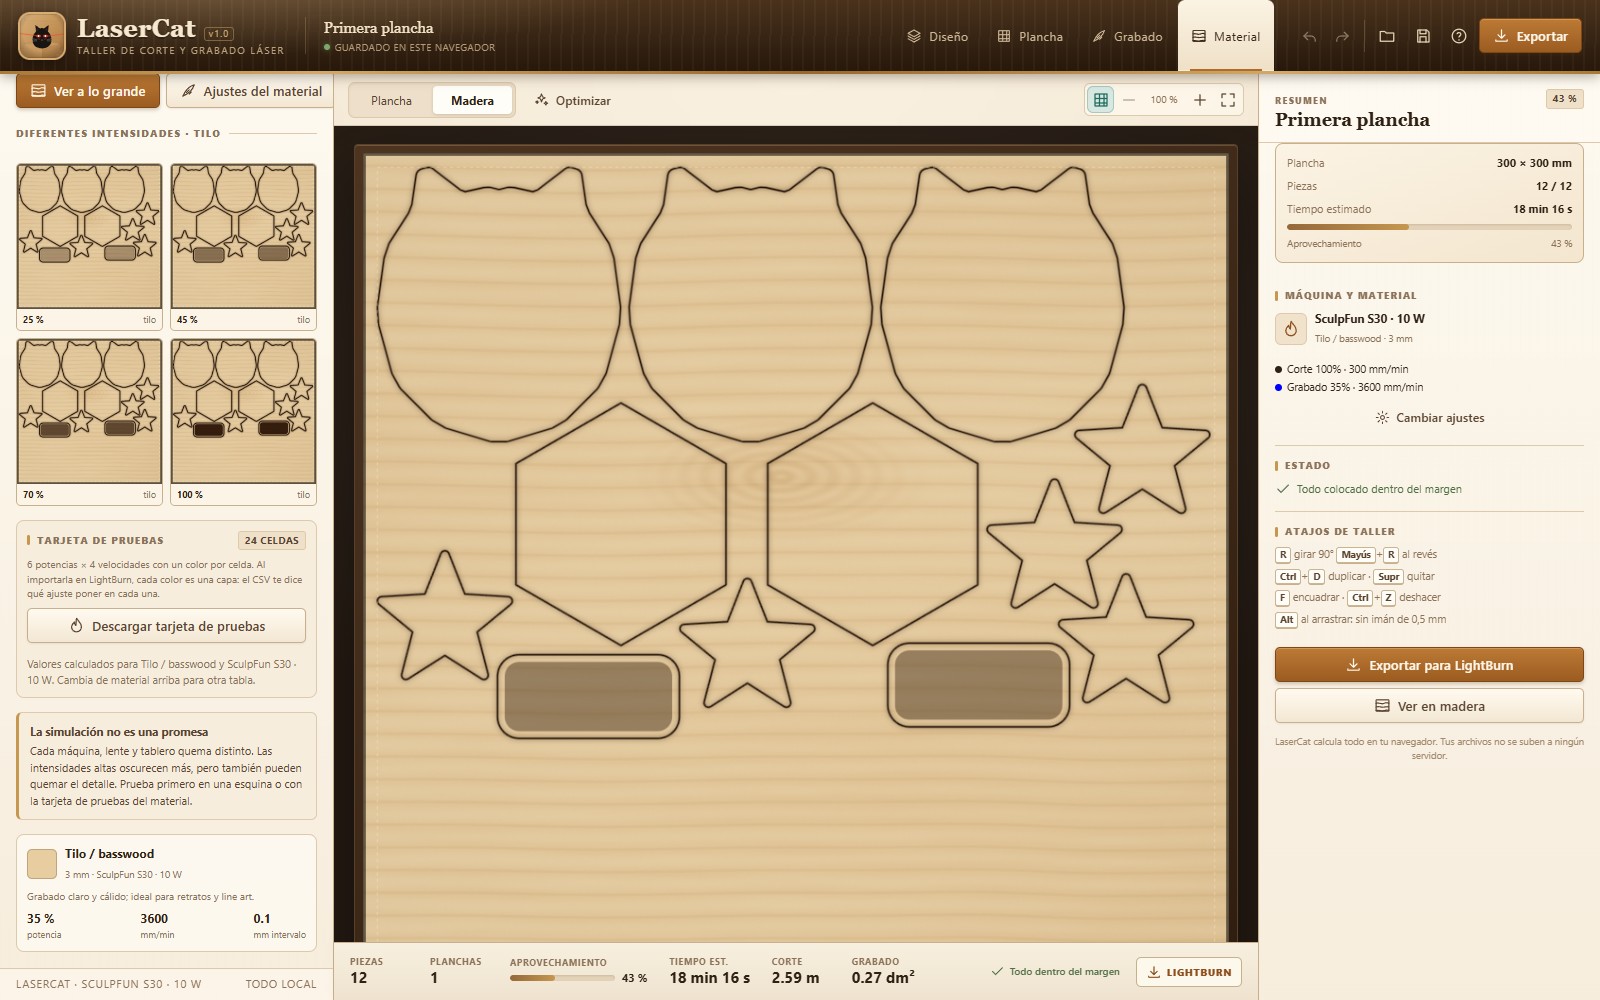 LaserCat v1.0
TALLER DE CORTE Y GRABADO LÁSER
Primera plancha
GUARDADO EN ESTE NAVEGADOR
Diseño
Plancha
Grabado
Material
Exportar
Ver a lo grande
Ajustes del material
DIFERENTES INTENSIDADES · TILO
25 % tilo
45 % tilo
70 % tilo
100 % tilo
TARJETA DE PRUEBAS
24 CELDAS
6 potencias × 4 velocidades con un color por celda. Al
importarla en LightBurn, cada color es una capa: el CSV te dice
qué ajuste poner en cada una.
Descargar tarjeta de pruebas
Valores calculados para Tilo / basswood y SculpFun S30 ·
10 W. Cambia de material arriba para otra tabla.
La simulación no es una promesa
Cada máquina, lente y tablero quema distinto. Las
intensidades altas oscurecen más, pero también pueden
quemar el detalle. Prueba primero en una esquina o con
la tarjeta de pruebas del material.
Tilo / basswood
3 mm · SculpFun S30 · 10 W
Grabado claro y cálido; ideal para retratos y line art.
35 % 3600 0.1
potencia mm/min mm intervalo
LASERCAT · SCULPFUN S30 · 10 W TODO LOCAL
Plancha
Madera
Optimizar
100 %
PIEZAS
12
PLANCHAS
1
APROVECHAMIENTO
43 %
TIEMPO EST.
18 min 16 s
CORTE
2.59 m
GRABADO
0.27 dm²
Todo dentro del margen
LIGHTBURN
RESUMEN
43 %
Primera plancha
Plancha 300 × 300 mm
Piezas 12 / 12
Tiempo estimado 18 min 16 s
Aprovechamiento 43 %
MÁQUINA Y MATERIAL
SculpFun S30 · 10 W
Tilo / basswood · 3 mm
Corte 100% · 300 mm/min
Grabado 35% · 3600 mm/min
Cambiar ajustes
ESTADO
Todo colocado dentro del margen
ATAJOS DE TALLER
R girar 90° Mayús+R al revés
Ctrl+D duplicar · Supr quitar
F encuadrar · Ctrl+Z deshacer
Alt al arrastrar: sin imán de 0,5 mm
Exportar para LightBurn
Ver en madera
LaserCat calcula todo en tu navegador. Tus archivos no se suben a ningún
servidor.